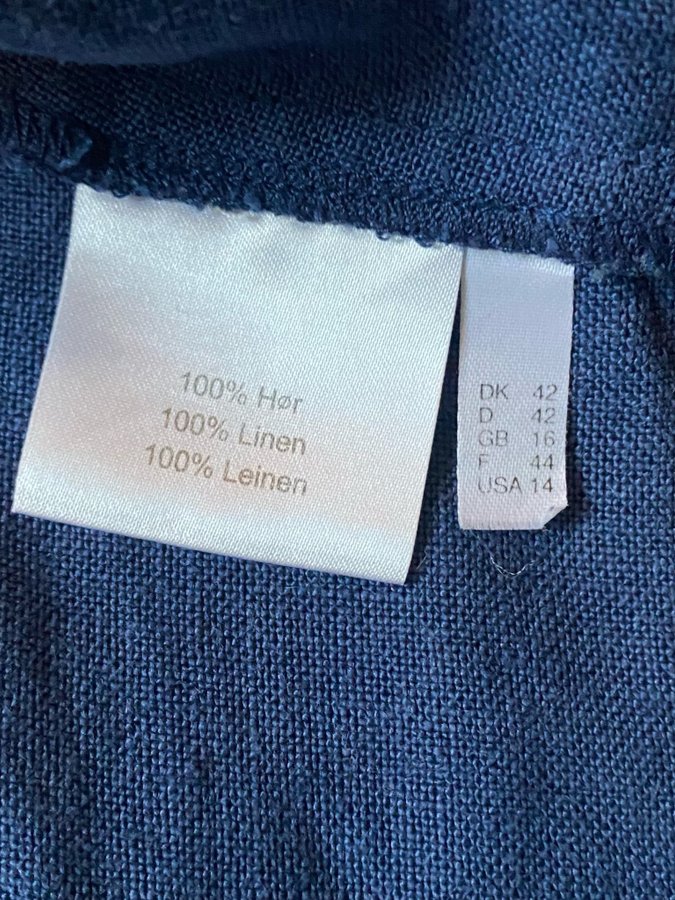 100% Hør
100% Linen
100% Leinen
DK 42
D 42
GB 16
F 44
USA 14